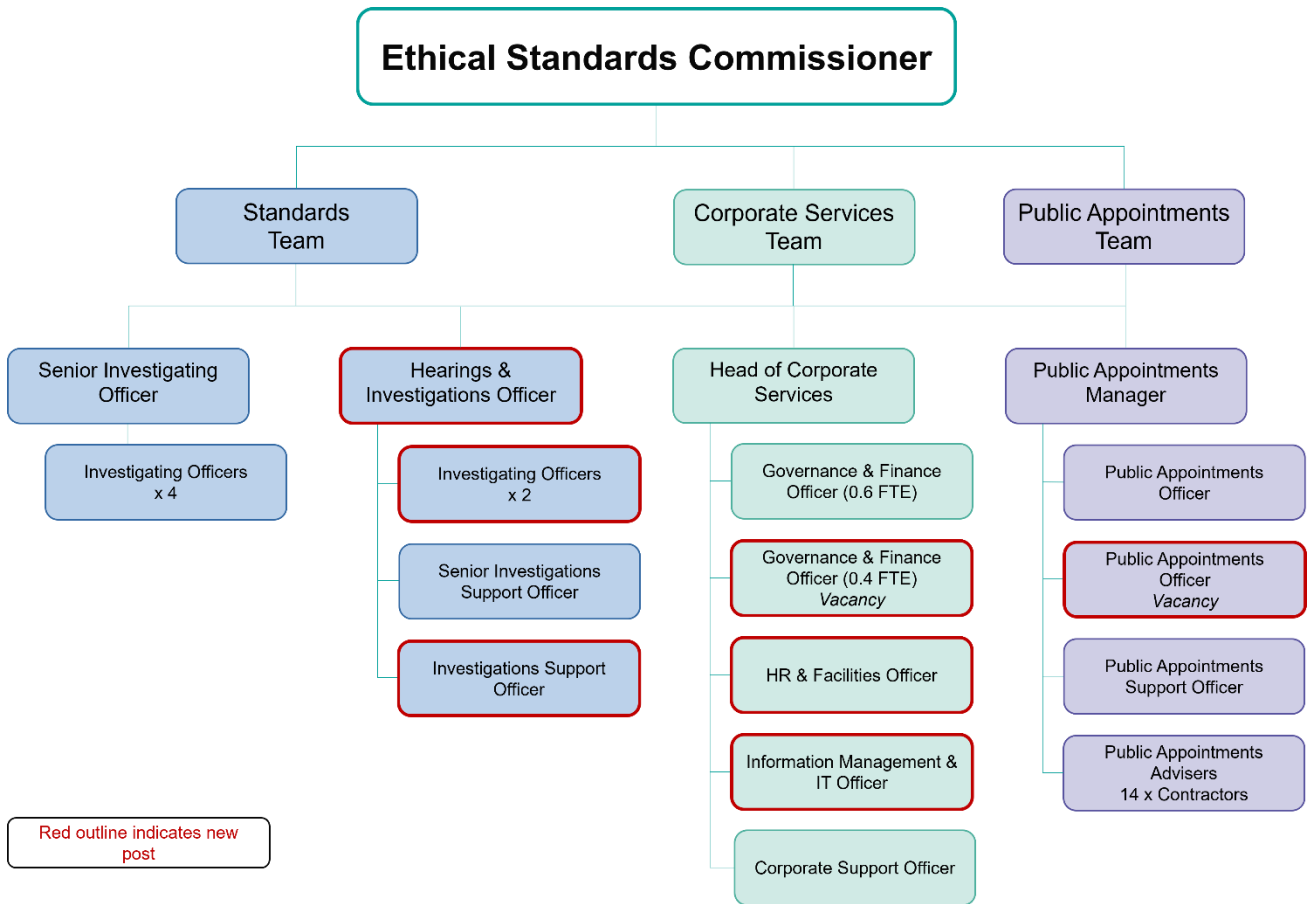 Ethical Standards Commissioner
Standards
Team
Corporate Services
Team
Public Appointments
Team
Senior Investigating
Officer
Investigating Officers
x 4
Hearings &
Investigations Officer
Investigating Officers
x 2
Senior Investigations
Support Officer
Investigations Support
Officer
Head of Corporate
Services
Governance & Finance
Officer (0.6 FTE)
Governance & Finance
Officer (0.4 FTE)
Vacancy
HR & Facilities Officer
Information Management &
IT Officer
Corporate Support Officer
Public Appointments
Manager
Public Appointments
Officer
Public Appointments
Officer
Vacancy
Public Appointments
Support Officer
Public Appointments
Advisers
14 x Contractors
Red outline indicates new
post